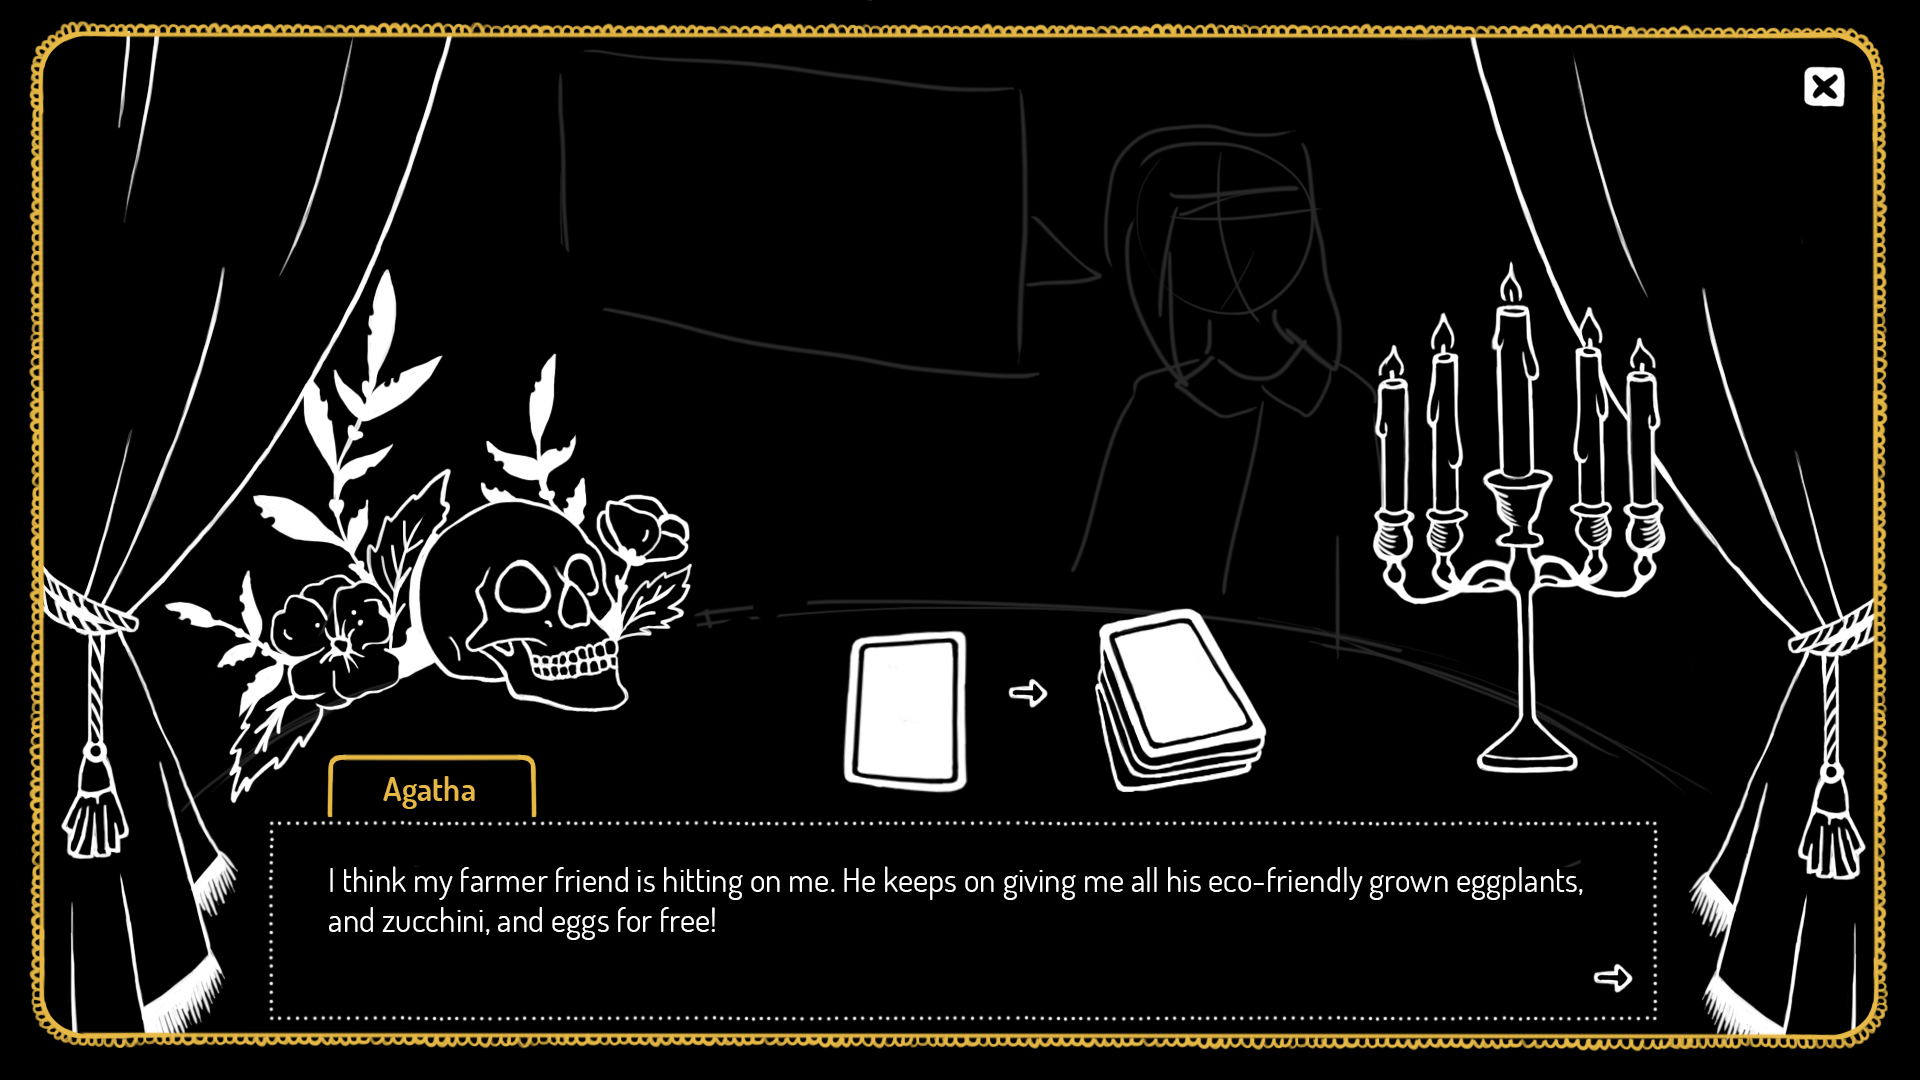 Agatha
I think my farmer friend is hitting on me. He keeps on giving me all his eco-friendly grown eggplants,
and zucchini, and eggs for free!